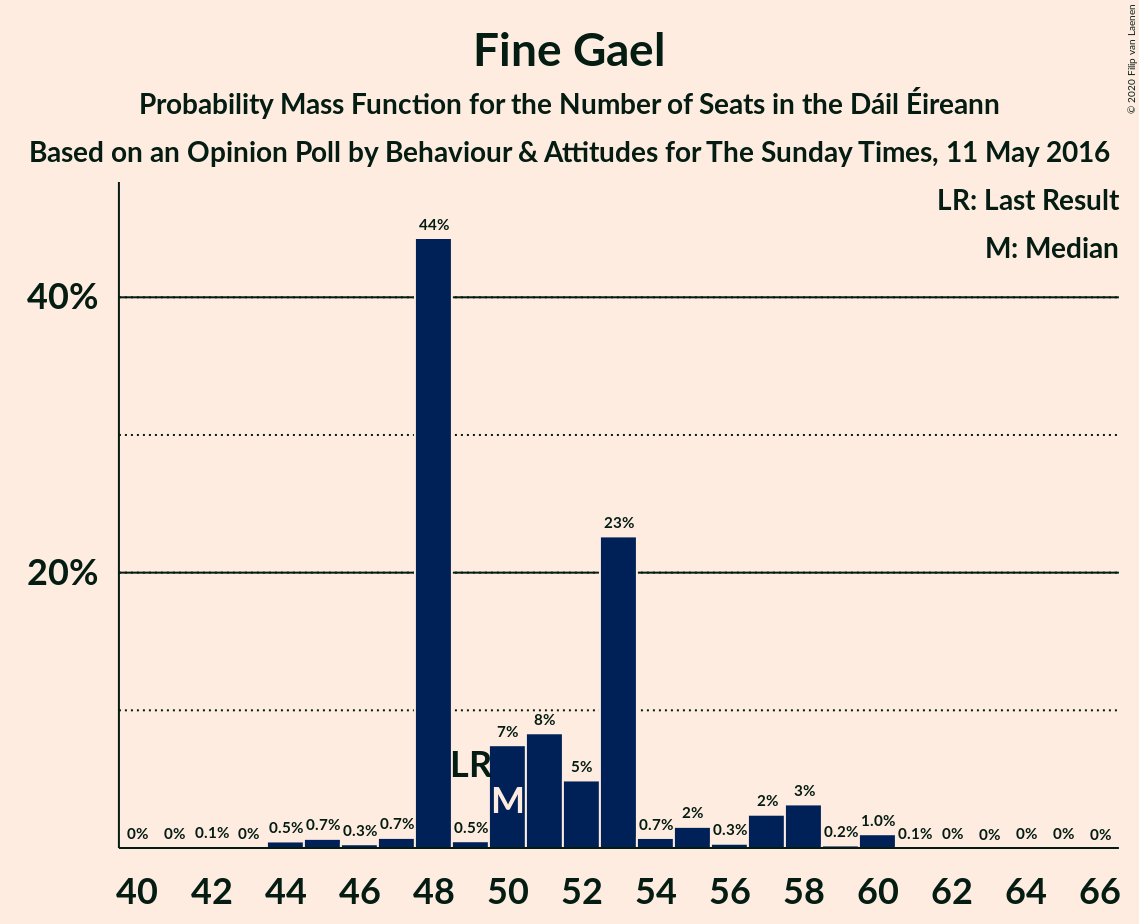 Fine Gael
Probability Mass Function for the Number of Seats in the Dáil Éireann
Based on an Opinion Poll by Behaviour & Attitudes for The Sunday Times, 11 May 2016
© 2020 Filip van Laenen
LR: Last Result
M: Median
40%
20%
0% 0% 0.1% 0% 0.5% 0.7% 0.3% 0.7% 44% 0.5% 7% 8% 5% 23% 0.7% 2% 0.3% 2% 3% 0.2% 1.0% 0.1% 0% 0% 0% 0% 0%
LR
M
40 42 44 46 48 50 52 54 56 58 60 62 64 66